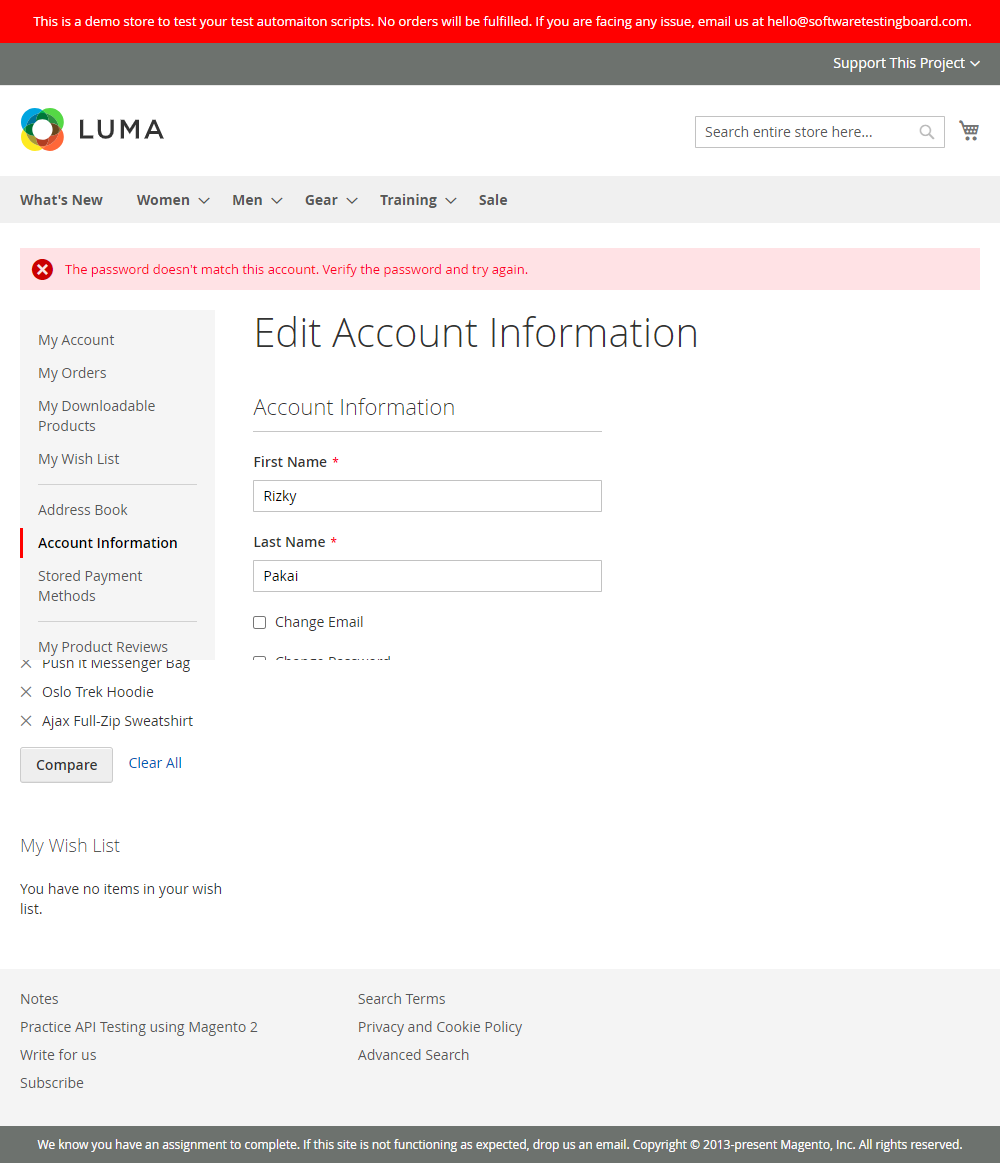 This is a demo store to test your test automaiton scripts. No orders will be fulfilled. If you are facing any issue, email us at hello@softwaretestingboard.com.
Support This Project
LUMA
Search entire store here...
What's New Women Men Gear Training Sale
The password doesn't match this account. Verify the password and try again.
My Account
My Orders
My Downloadable
Products
My Wish List
Address Book
Account Information
Stored Payment
Methods
My Product Reviews
Edit Account Information
Account Information
First Name *
Rizky
Last Name *
Pakai
Change Email
Change Password
Push It Messenger Bag
Oslo Trek Hoodie
Ajax Full-Zip Sweatshirt
Compare Clear All
My Wish List
You have no items in your wish
list.
Notes
Practice API Testing using Magento 2
Write for us
Subscribe
Search Terms
Privacy and Cookie Policy
Advanced Search
We know you have an assignment to complete. If this site is not functioning as expected, drop us an email. Copyright © 2013-present Magento, Inc. All rights reserved.